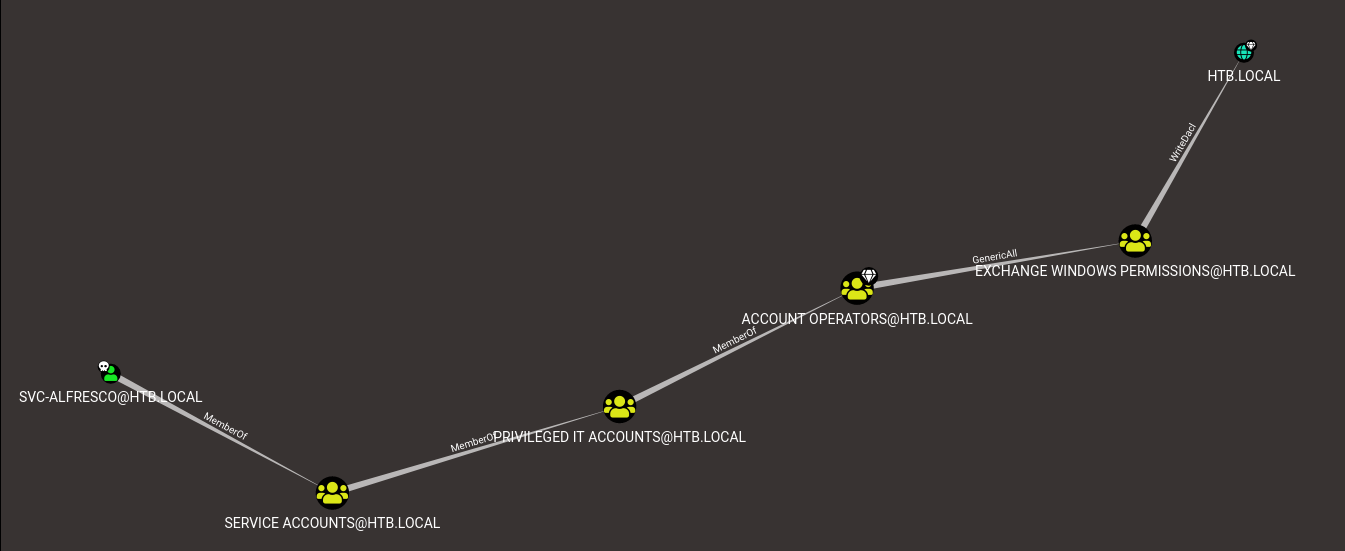 HTB.LOCAL
WriteDacl
GenericAll
EXCHANGE WINDOWS PERMISSIONS@HTB.LOCAL
ACCOUNT OPERATORS@HTB.LOCAL
MemberOf
SVC-ALFRESCO@HTB.LOCAL
MemberOf
MemberOf
PRIVILEGED IT ACCOUNTS@HTB.LOCAL
SERVICE ACCOUNTS@HTB.LOCAL